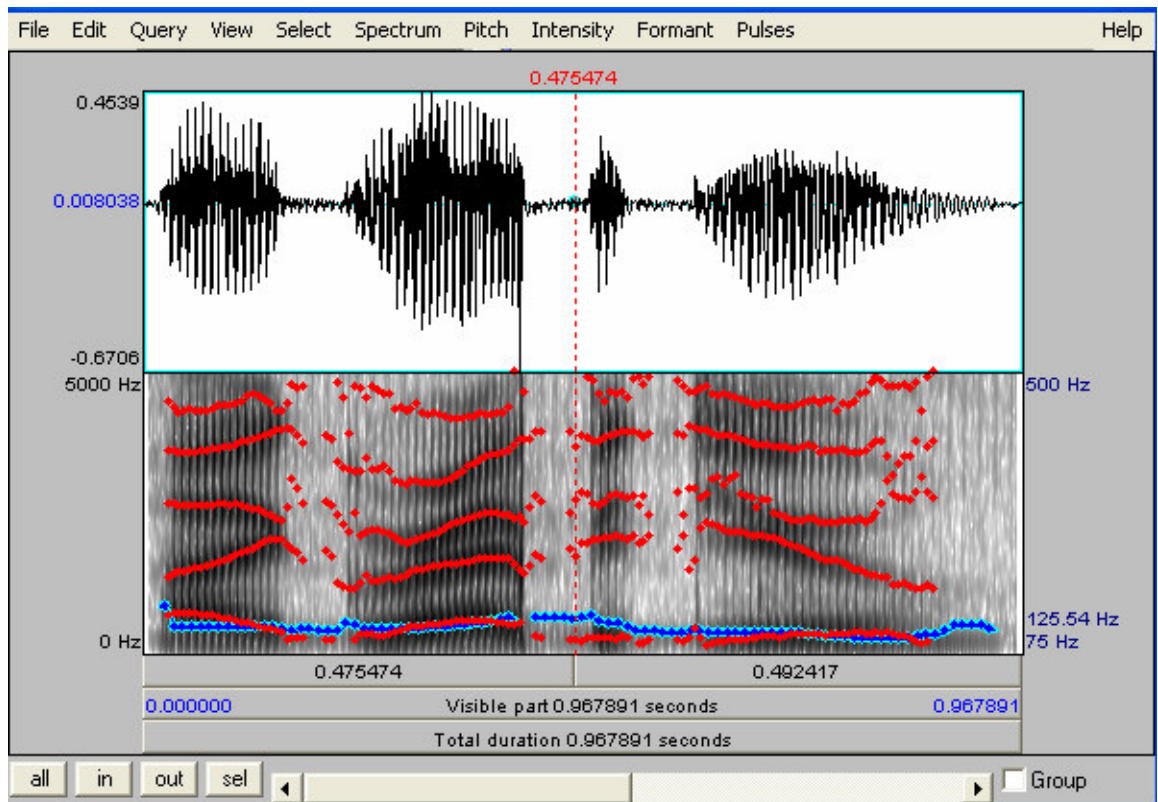 File Edit Query View Select Spectrum Pitch Intensity Formant Pulses Help
0.475474
0.4539
0.008038
-0.6706
5000 Hz 500 Hz
125.54 Hz
0 Hz 75 Hz
0.475474 0.492417
0.000000 Visible part 0.967891 seconds 0.967891
Total duration 0.967891 seconds
all in out sel Group